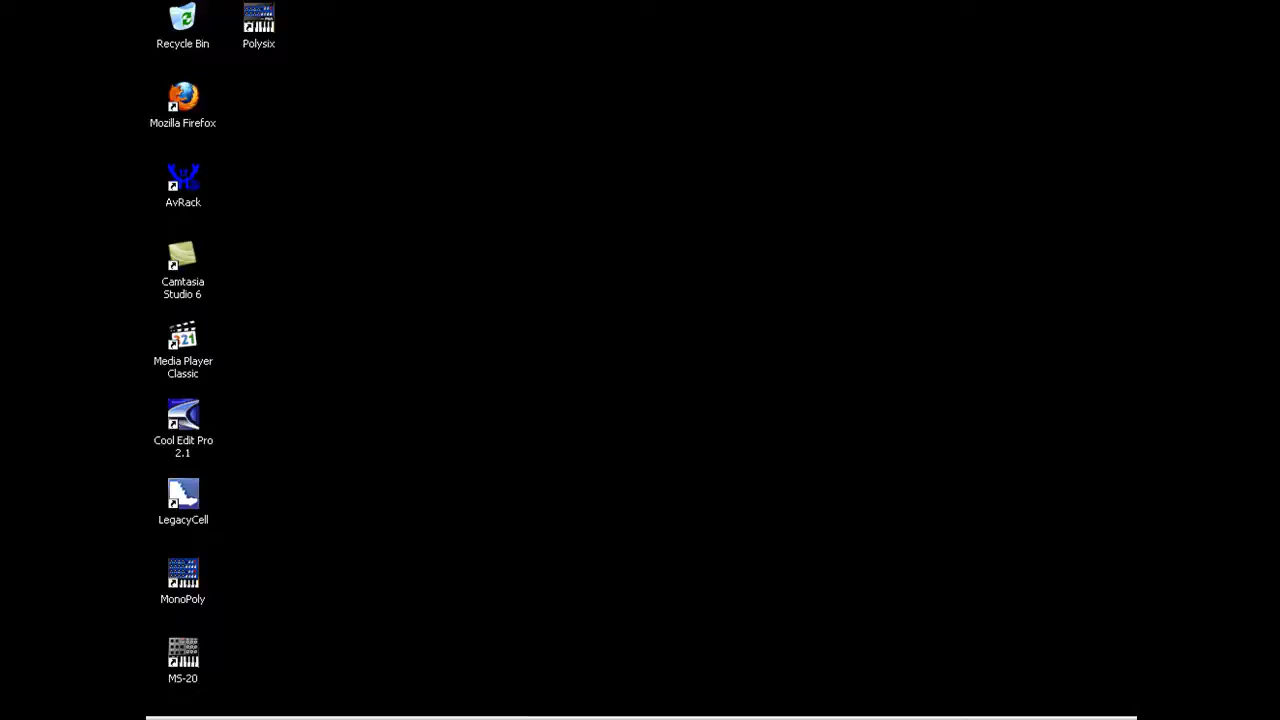 Recycle Bin
Polysix
Mozilla Firefox
AvRack
Camtasia
Studio 6
Media Player
Classic
Cool Edit Pro
2.1
LegacyCell
MonoPoly
MS-20